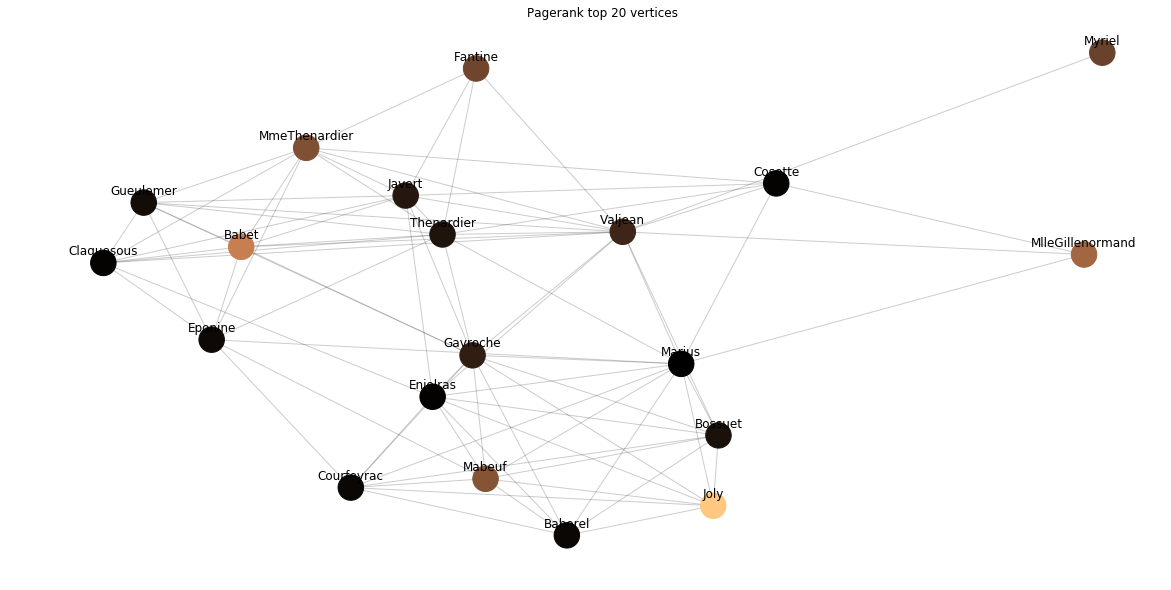 Pagerank top 20 vertices
Myriel
Fantine
MmeThenardier
Cosette
Javert
Gueulemer
Valjean
Thenardier
Babet
MlleGillenormand
Claquesous
Eponine
Gavroche
Marius
Enjolras
Bossuet
Mabeuf
Courfeyrac
Joly
Bahorel